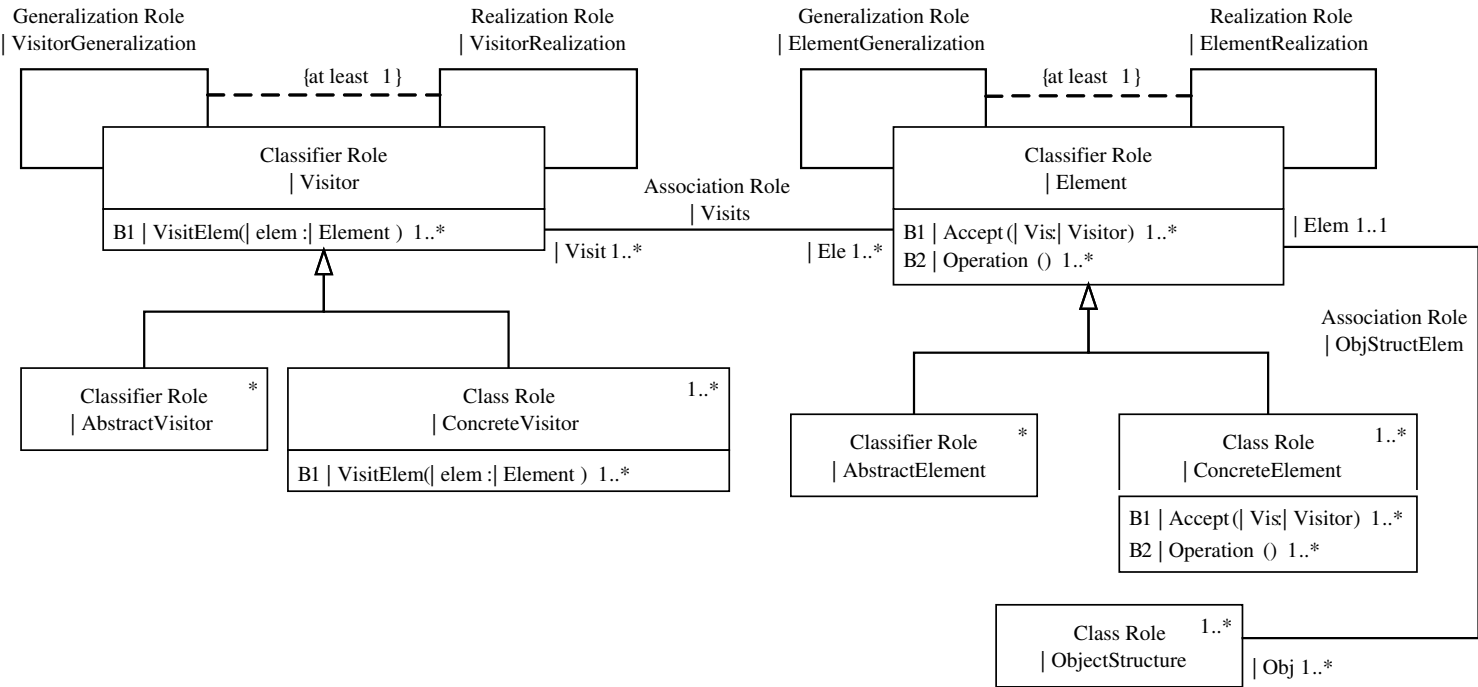 Generalization Role
| VisitorGeneralization
Realization Role
| VisitorRealization
{at least 1}
Classifier Role
| Visitor
B1 | VisitElem(| elem :| Element ) 1..*
Association Role
| Visits
| Visit 1..*
| Ele 1..*
Generalization Role
| ElementGeneralization
Realization Role
| ElementRealization
{at least 1}
Classifier Role
| Element
B1 | Accept(| Vis:| Visitor) 1..*
B2 | Operation () 1..*
| Elem 1..1
Association Role
| ObjStructElem
Classifier Role *
| AbstractVisitor
Class Role 1..*
| ConcreteVisitor
B1 | VisitElem(| elem :| Element ) 1..*
Classifier Role *
| AbstractElement
Class Role 1..*
| ConcreteElement
B1 | Accept(| Vis:| Visitor) 1..*
B2 | Operation () 1..*
Class Role 1..*
| ObjectStructure
| Obj 1..*